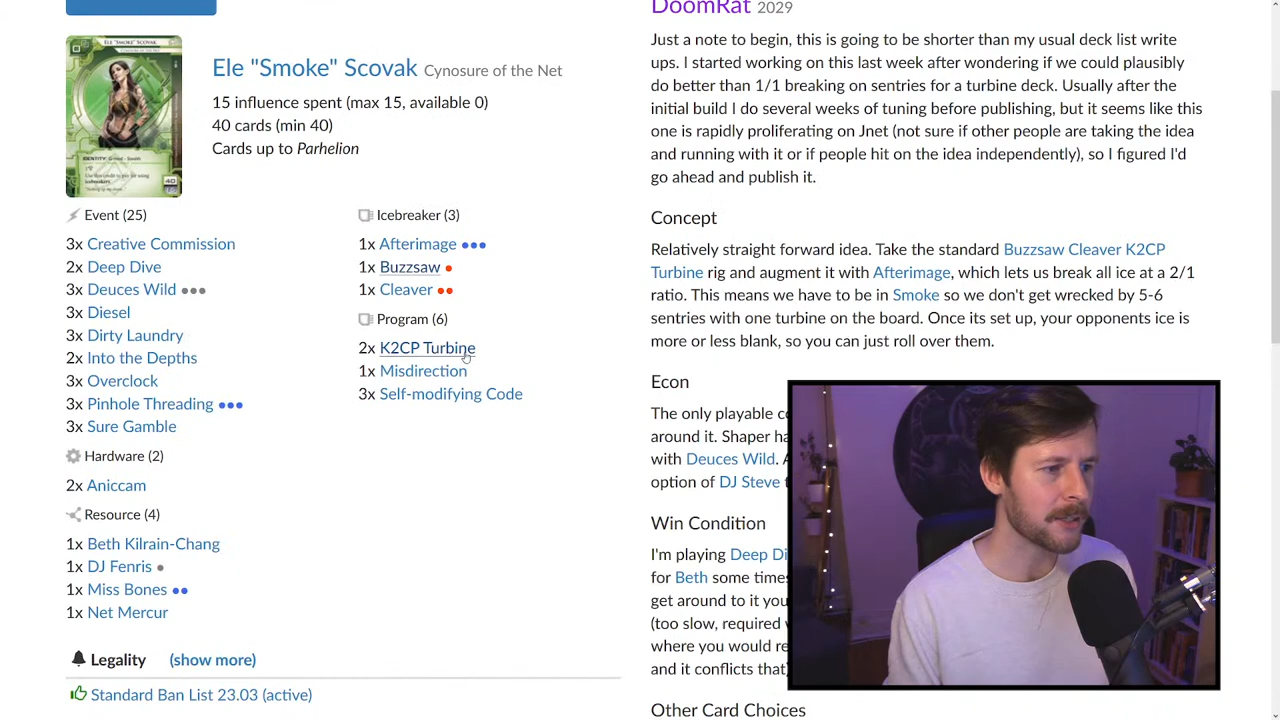 DoomRat 2029
ELE "SMOKE" SCOVAK
40
Ele "Smoke" Scovak Cynosure of the Net
15 influence spent (max 15, available 0)
40 cards (min 40)
Cards up to Parhelion
Event (25)
3x Creative Commission
2x Deep Dive
3x Deuces Wild ●●●
3x Diesel
3x Dirty Laundry
2x Into the Depths
3x Overclock
3x Pinhole Threading ●●●
3x Sure Gamble
Hardware (2)
2x Aniccam
Resource (4)
1x Beth Kilrain-Chang
1x DJ Fenris ●
1x Miss Bones ●●
1x Net Mercur
Icebreaker (3)
1x Afterimage ●●●
1x Buzzsaw ●
1x Cleaver ●●
Program (6)
2x K2CP Turbine
1x Misdirection
3x Self-modifying Code
Legality (show more)
Standard Ban List 23.03 (active)
Just a note to begin, this is going to be shorter than my usual deck list write
ups. I started working on this last week after wondering if we could plausibly
do better than 1/1 breaking on sentries for a turbine deck. Usually after the
initial build I do several weeks of tuning before publishing, but it seems like this
one is rapidly proliferating on Jnet (not sure if other people are taking the idea
and running with it or if people hit on the idea independently), so I figured I'd
go ahead and publish it.
Concept
Relatively straight forward idea. Take the standard Buzzsaw Cleaver K2CP
Turbine rig and augment it with Afterimage, which lets us break all ice at a 2/1
ratio. This means we have to be in Smoke so we don't get wrecked by 5-6
sentries with one turbine on the board. Once its set up, your opponents ice is
more or less blank, so you can just roll over them.
Econ
The only playable
around it. Shaper
with Deuces Wild.
option of DJ Steve
Win Condition
I'm playing Deep
for Beth some times
get around to it you
(too slow, required
where you would
and it conflicts that
Other Card Choices